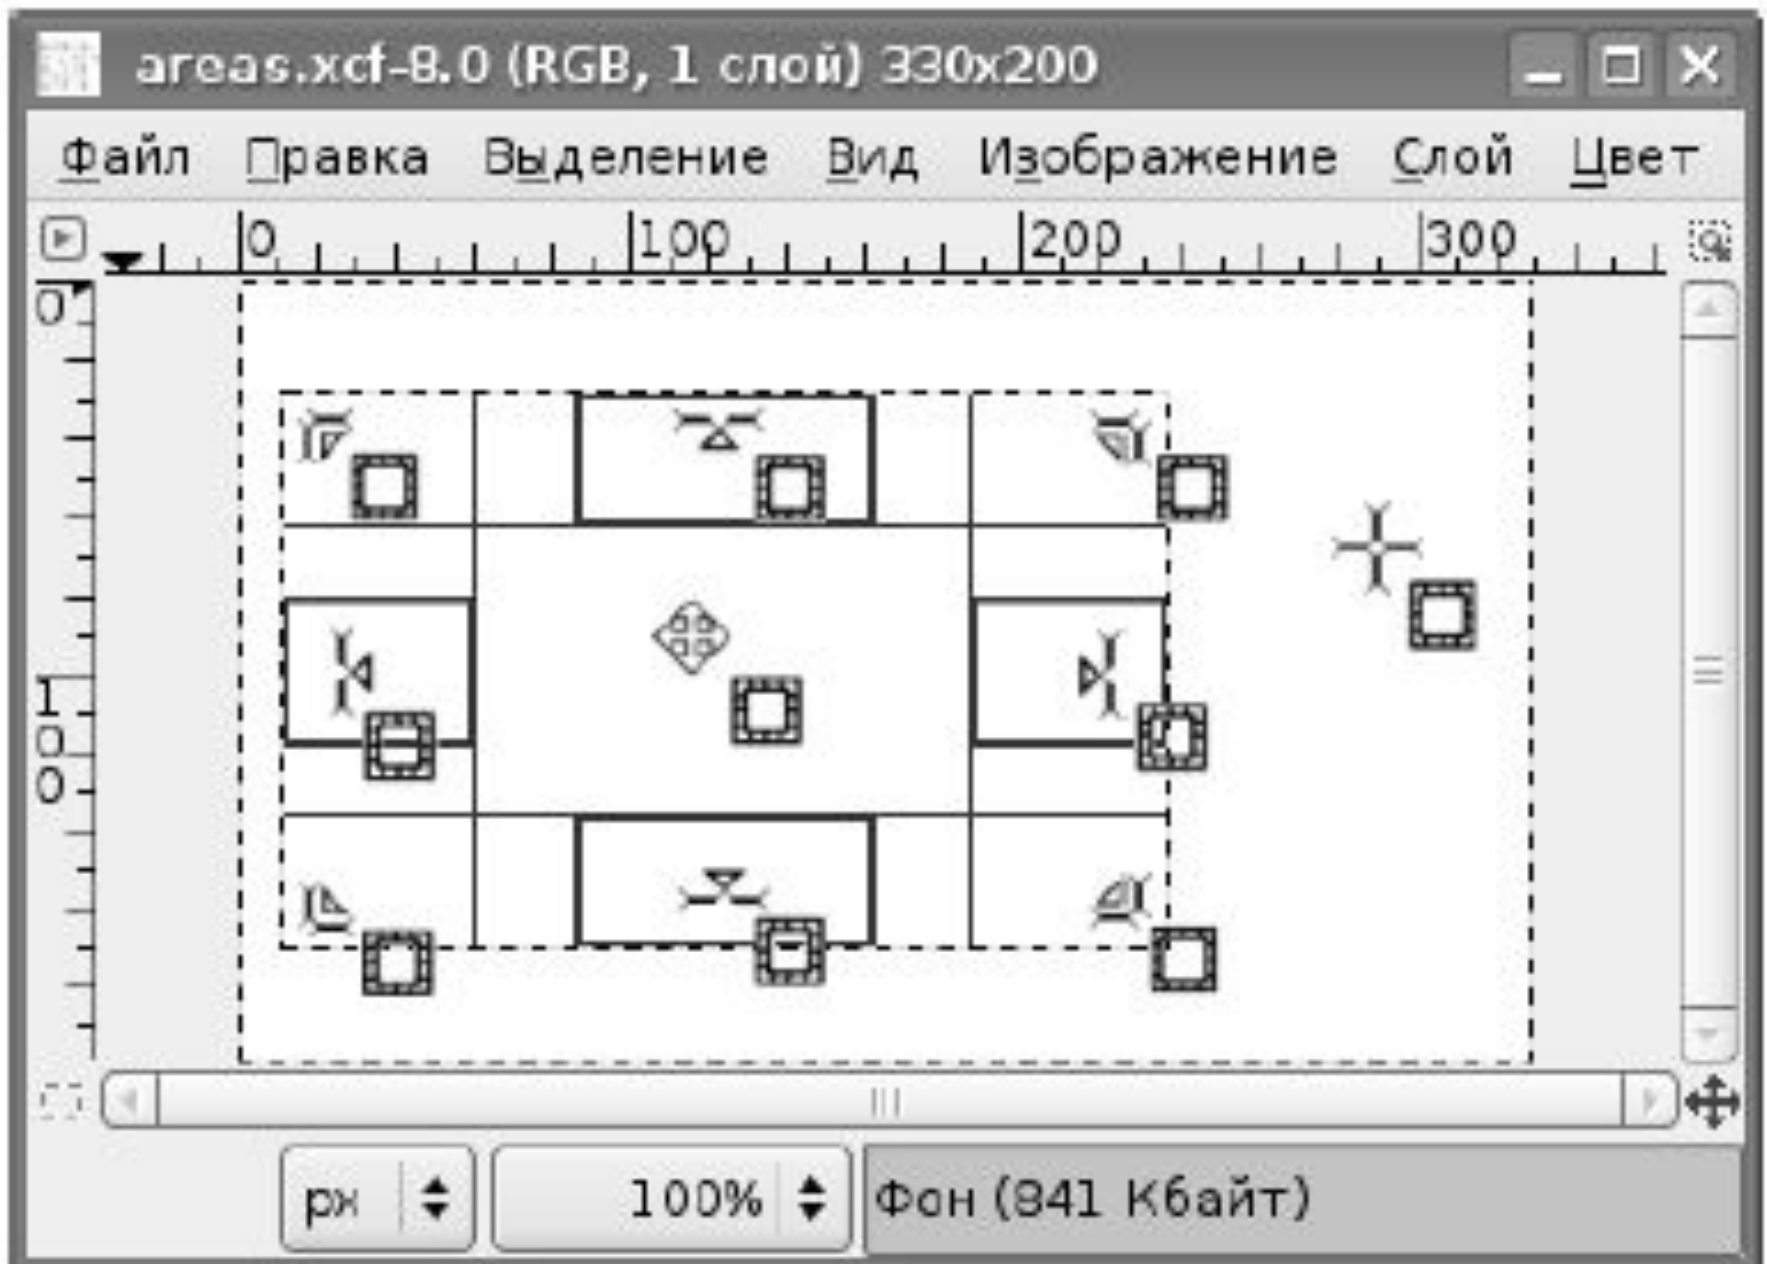 areas.xcf-8.0 (RGB, 1 слой) 330x200
Файл Правка Выделение Вид Изображение Слой Цвет
0 100 200 300
0
100
px 100% Фон (841 Кбайт)